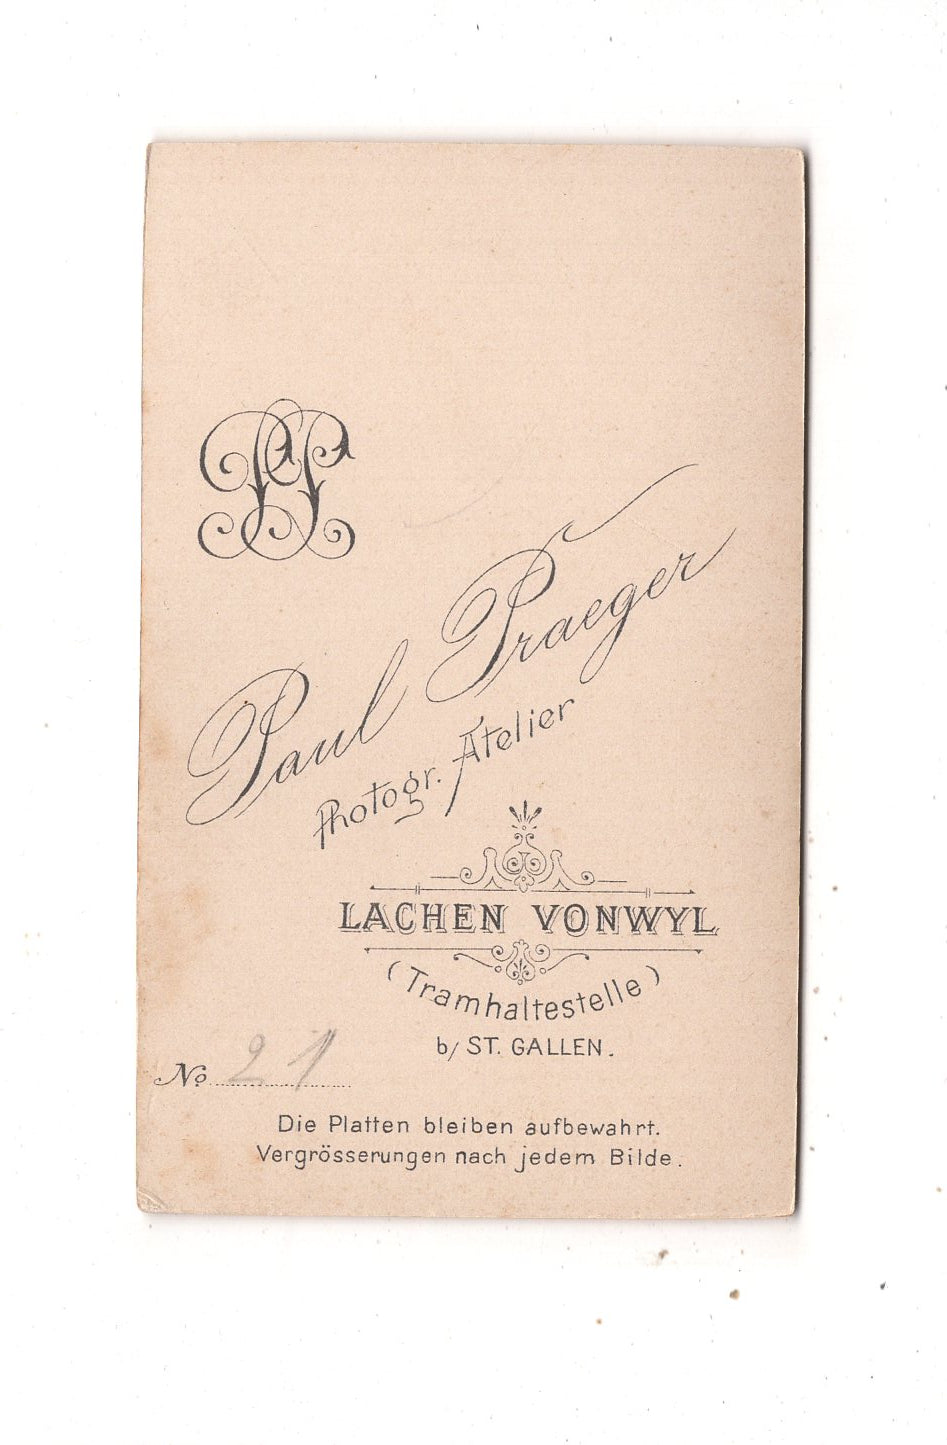 PP
Paul Praeger
Photogr. Atelier
LACHEN VONWYL
(Tramhaltestelle)
b/ ST. GALLEN.
No 21
Die Platten bleiben aufbewahrt.
Vergrösserungen nach jedem Bilde.